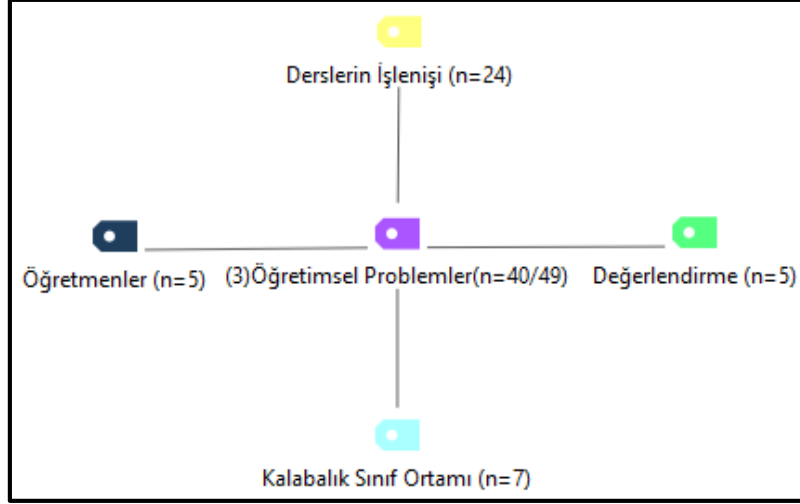 Derslerin İşlenişi (n=24)
Öğretmenler (n=5)
(3)Öğretimsel Problemler(n=40/49)
Değerlendirme (n=5)
Kalabalık Sınıf Ortamı (n=7)